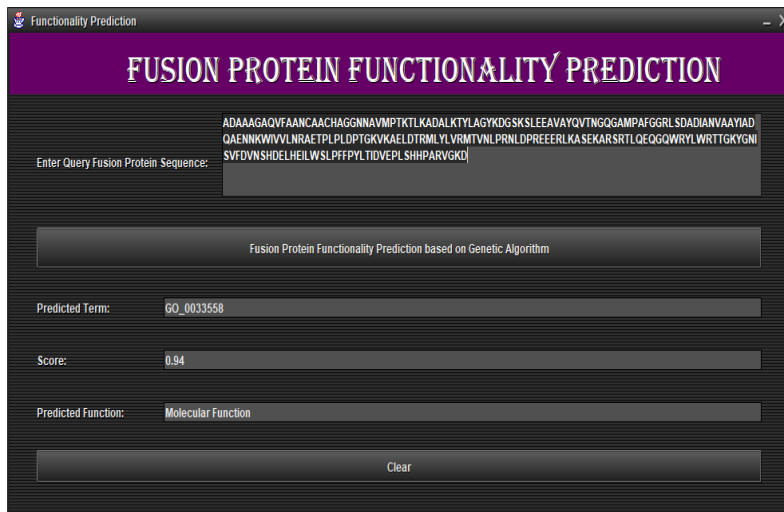 Functionality Prediction
FUSION PROTEIN FUNCTIONALITY PREDICTION
Enter Query Fusion Protein Sequence:
ADAAAGAQVFAANCAACHAGGNNAVMPTKTLKADALKTYLAGYKDGSKSLEEAVAYQVTNGQGAMPAFGGRLSDADIANVAAYIAD
QAENNKWIVVLNRAETPLPLDPTGKVKAELDTRMLYLVRMTVNLPRNLDPREEERLKASEKARSRTLQEQGQWRYLWRTTGKYGNI
SVFDVNSHDELHEILWSLPFFPYLTIDVEPLSHHPARVGKD
Fusion Protein Functionality Prediction based on Genetic Algorithm
Predicted Term: GO_0033558
Score: 0.94
Predicted Function: Molecular Function
Clear